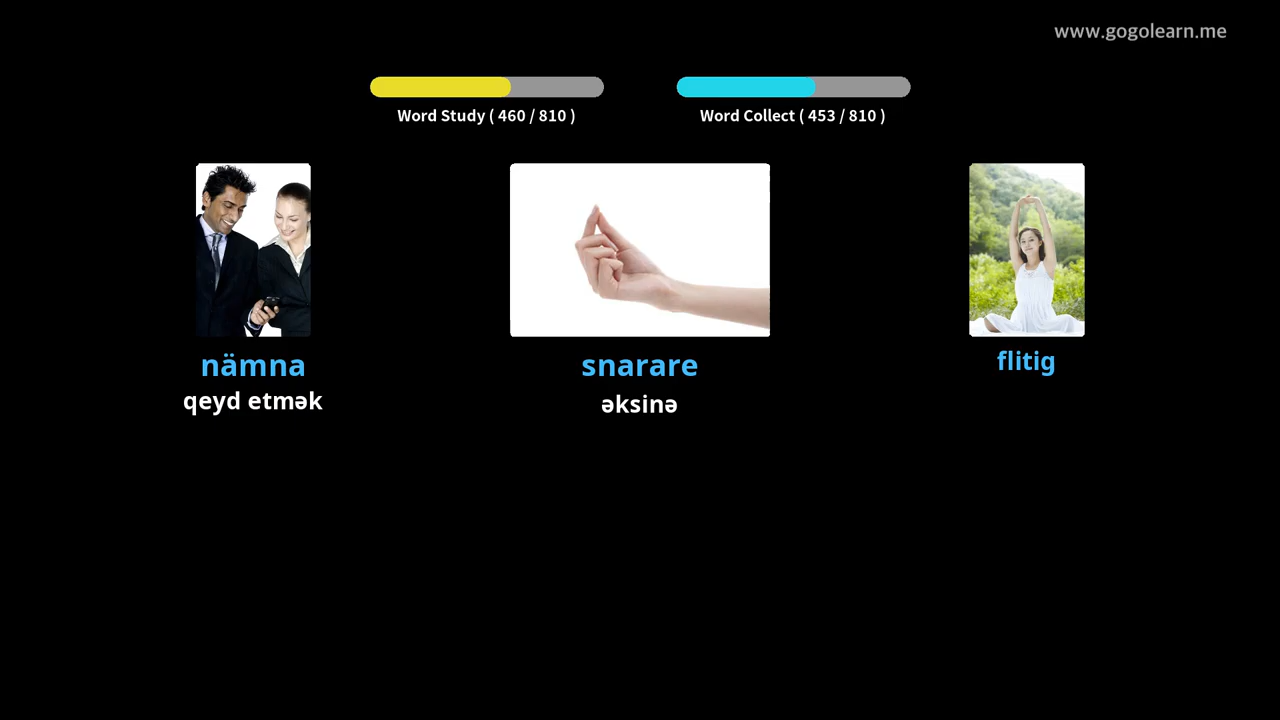 www.gogolearn.me
Word Study ( 460 / 810 )
Word Collect ( 453 / 810 )
nämna
qeyd etmək
snarare
əksinə
flitig